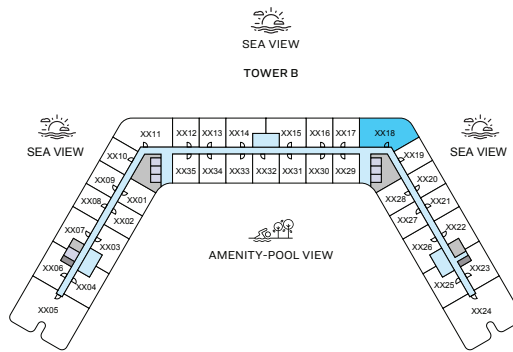 SEA VIEW
TOWER B
SEA VIEW
SEA VIEW
XX11
XX12
XX13
XX14
XX15
XX16
XX17
XX18
XX10
XX19
XX35
XX34
XX33
XX32
XX31
XX30
XX29
XX09
XX20
XX08
XX01
XX28
XX21
XX02
XX27
XX07
XX22
XX03
XX26
XX06
XX23
XX04
XX25
XX05
XX24
AMENITY-POOL VIEW